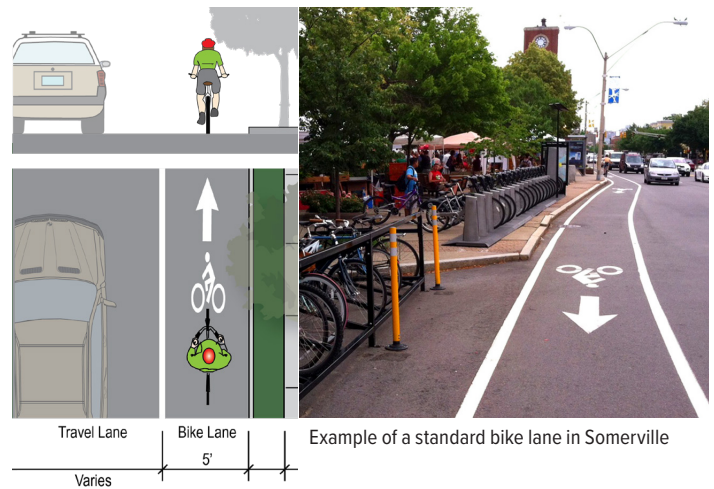 Travel Lane
Bike Lane
5'
Varies
Example of a standard bike lane in Somerville